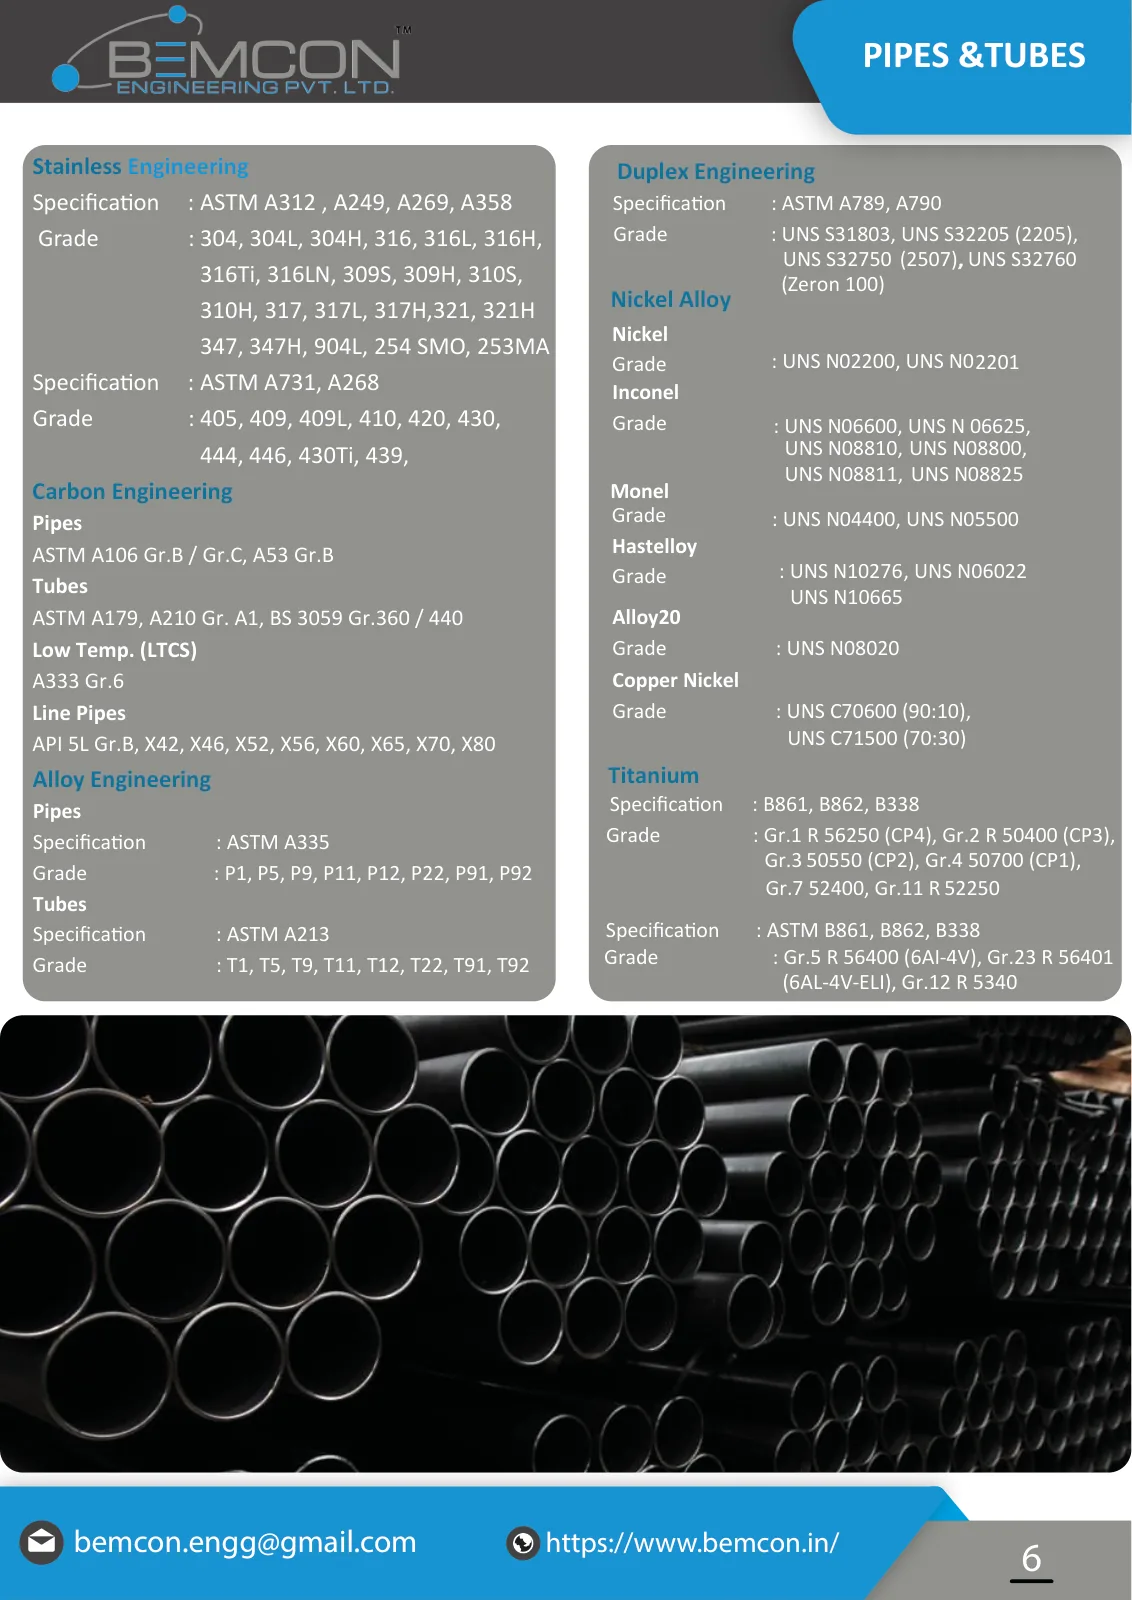 BEMCON
TM
ENGINEERING PVT. LTD.
PIPES &TUBES
Stainless Engineering
Specification : ASTM A312 , A249, A269, A358
Grade : 304, 304L, 304H, 316, 316L, 316H,
316Ti, 316LN, 309S, 309H, 310S,
310H, 317, 317L, 317H,321, 321H
347, 347H, 904L, 254 SMO, 253MA
Specification : ASTM A731, A268
Grade : 405, 409, 409L, 410, 420, 430,
444, 446, 430Ti, 439,
Carbon Engineering
Pipes
ASTM A106 Gr.B / Gr.C, A53 Gr.B
Tubes
ASTM A179, A210 Gr. A1, BS 3059 Gr.360 / 440
Low Temp. (LTCS)
A333 Gr.6
Line Pipes
API 5L Gr.B, X42, X46, X52, X56, X60, X65, X70, X80
Alloy Engineering
Pipes
Specification : ASTM A335
Grade : P1, P5, P9, P11, P12, P22, P91, P92
Tubes
Specification : ASTM A213
Grade : T1, T5, T9, T11, T12, T22, T91, T92
Duplex Engineering
Specification : ASTM A789, A790
Grade : UNS S31803, UNS S32205 (2205),
UNS S32750 (2507), UNS S32760
(Zeron 100)
Nickel Alloy
Nickel
Grade : UNS N02200, UNS N02201
Inconel
Grade : UNS N06600, UNS N 06625,
UNS N08810, UNS N08800,
UNS N08811, UNS N08825
Monel
Grade : UNS N04400, UNS N05500
Hastelloy
Grade : UNS N10276, UNS N06022
UNS N10665
Alloy20
Grade : UNS N08020
Copper Nickel
Grade : UNS C70600 (90:10),
UNS C71500 (70:30)
Titanium
Specification : B861, B862, B338
Grade : Gr.1 R 56250 (CP4), Gr.2 R 50400 (CP3),
Gr.3 50550 (CP2), Gr.4 50700 (CP1),
Gr.7 52400, Gr.11 R 52250
Specification : ASTM B861, B862, B338
Grade : Gr.5 R 56400 (6AI-4V), Gr.23 R 56401
(6AL-4V-ELI), Gr.12 R 5340
bemcon.engg@gmail.com
https://www.bemcon.in/
6